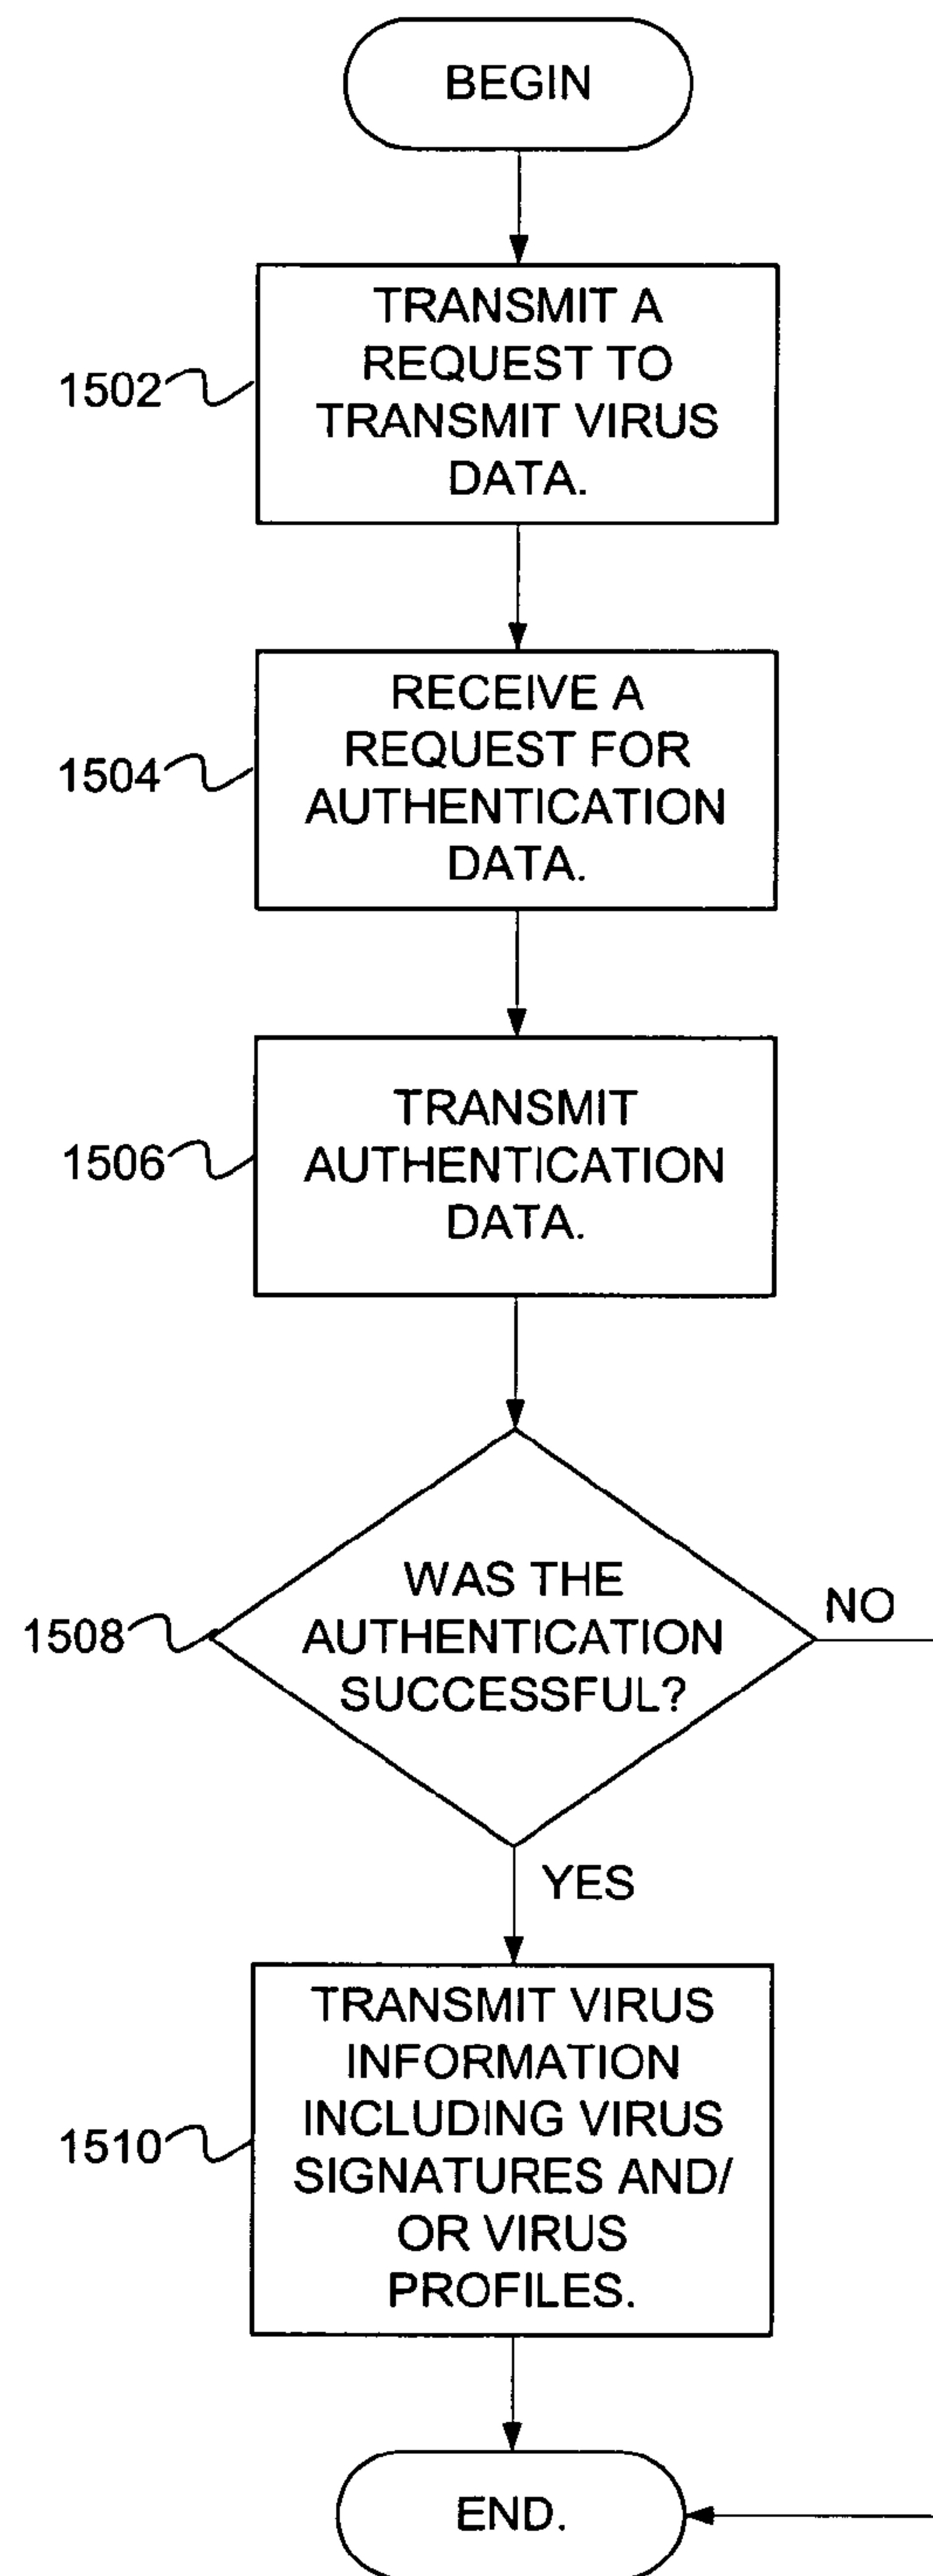 BEGIN
1502
TRANSMIT A
REQUEST TO
TRANSMIT VIRUS
DATA.
1504
RECEIVE A
REQUEST FOR
AUTHENTICATION
DATA.
1506
TRANSMIT
AUTHENTICATION
DATA.
1508
WAS THE
AUTHENTICATION
SUCCESSFUL?
NO
YES
1510
TRANSMIT VIRUS
INFORMATION
INCLUDING VIRUS
SIGNATURES AND/
OR VIRUS
PROFILES.
END.